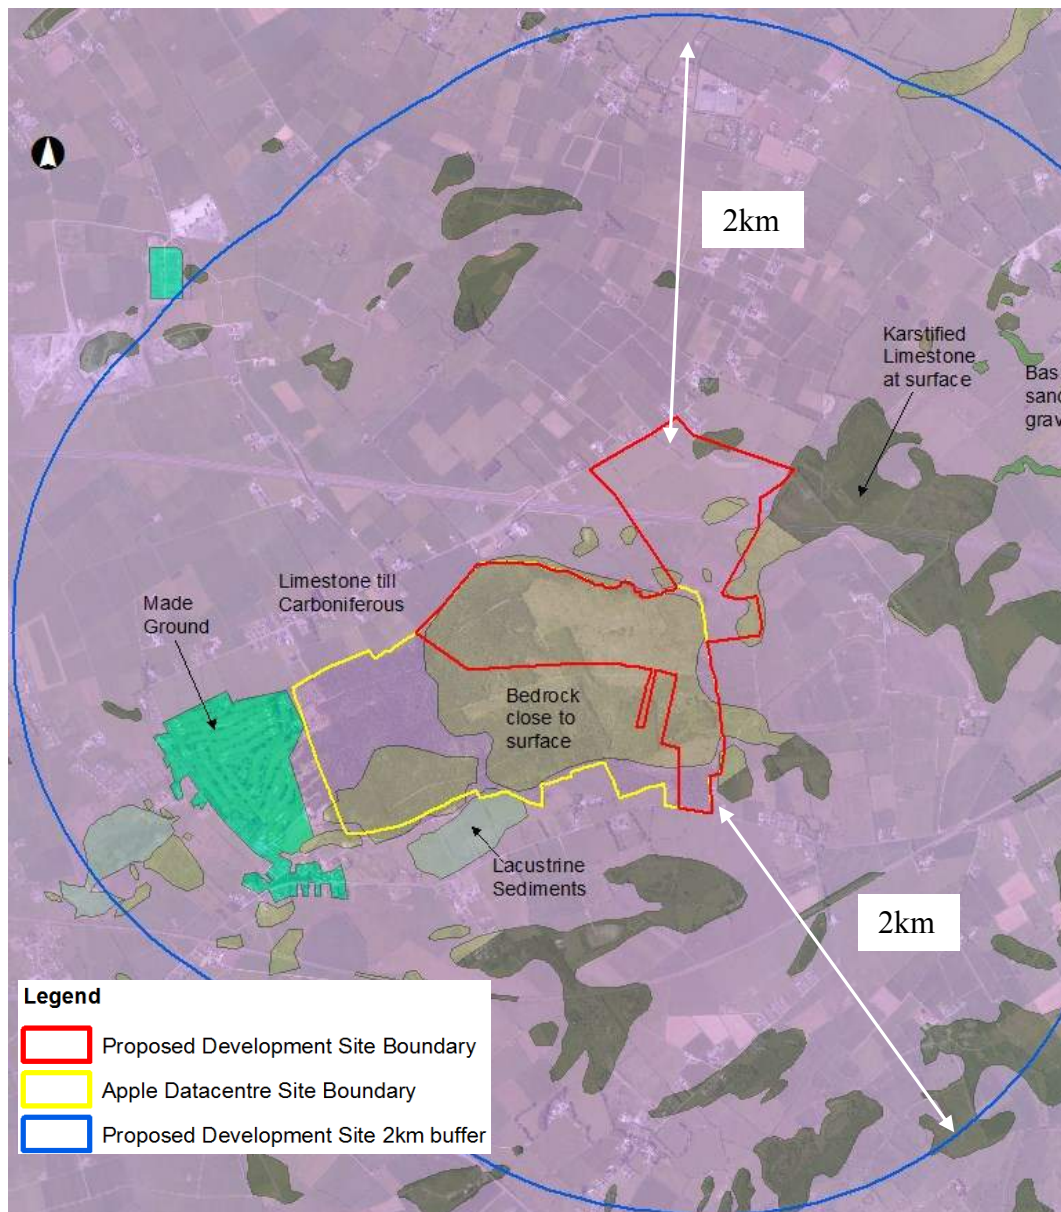 2km
Karstified
Limestone
at surface
Bas
sand
grav
Limestone till
Carboniferous
Made
Ground
Bedrock
close to
surface
Lacustrine
Sediments
2km
Legend
Proposed Development Site Boundary
Apple Datacentre Site Boundary
Proposed Development Site 2km buffer